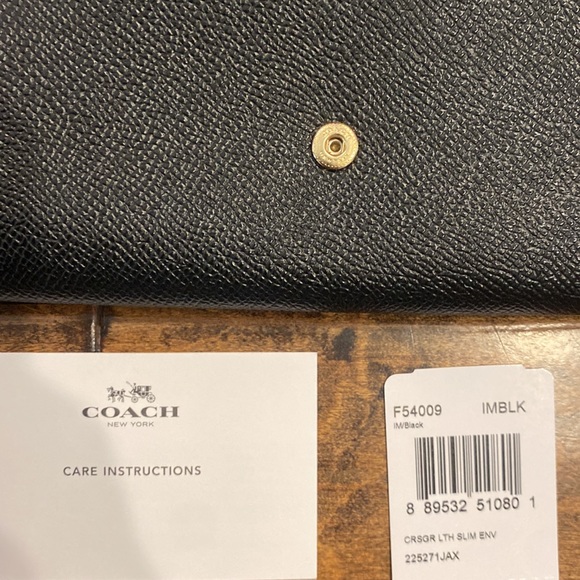 COACH
NEW YORK
CARE INSTRUCTIONS
F54009 IMBLK
IM/Black
8 89532 51080 1
CRSGR LTH SLIM ENV
225271JAX